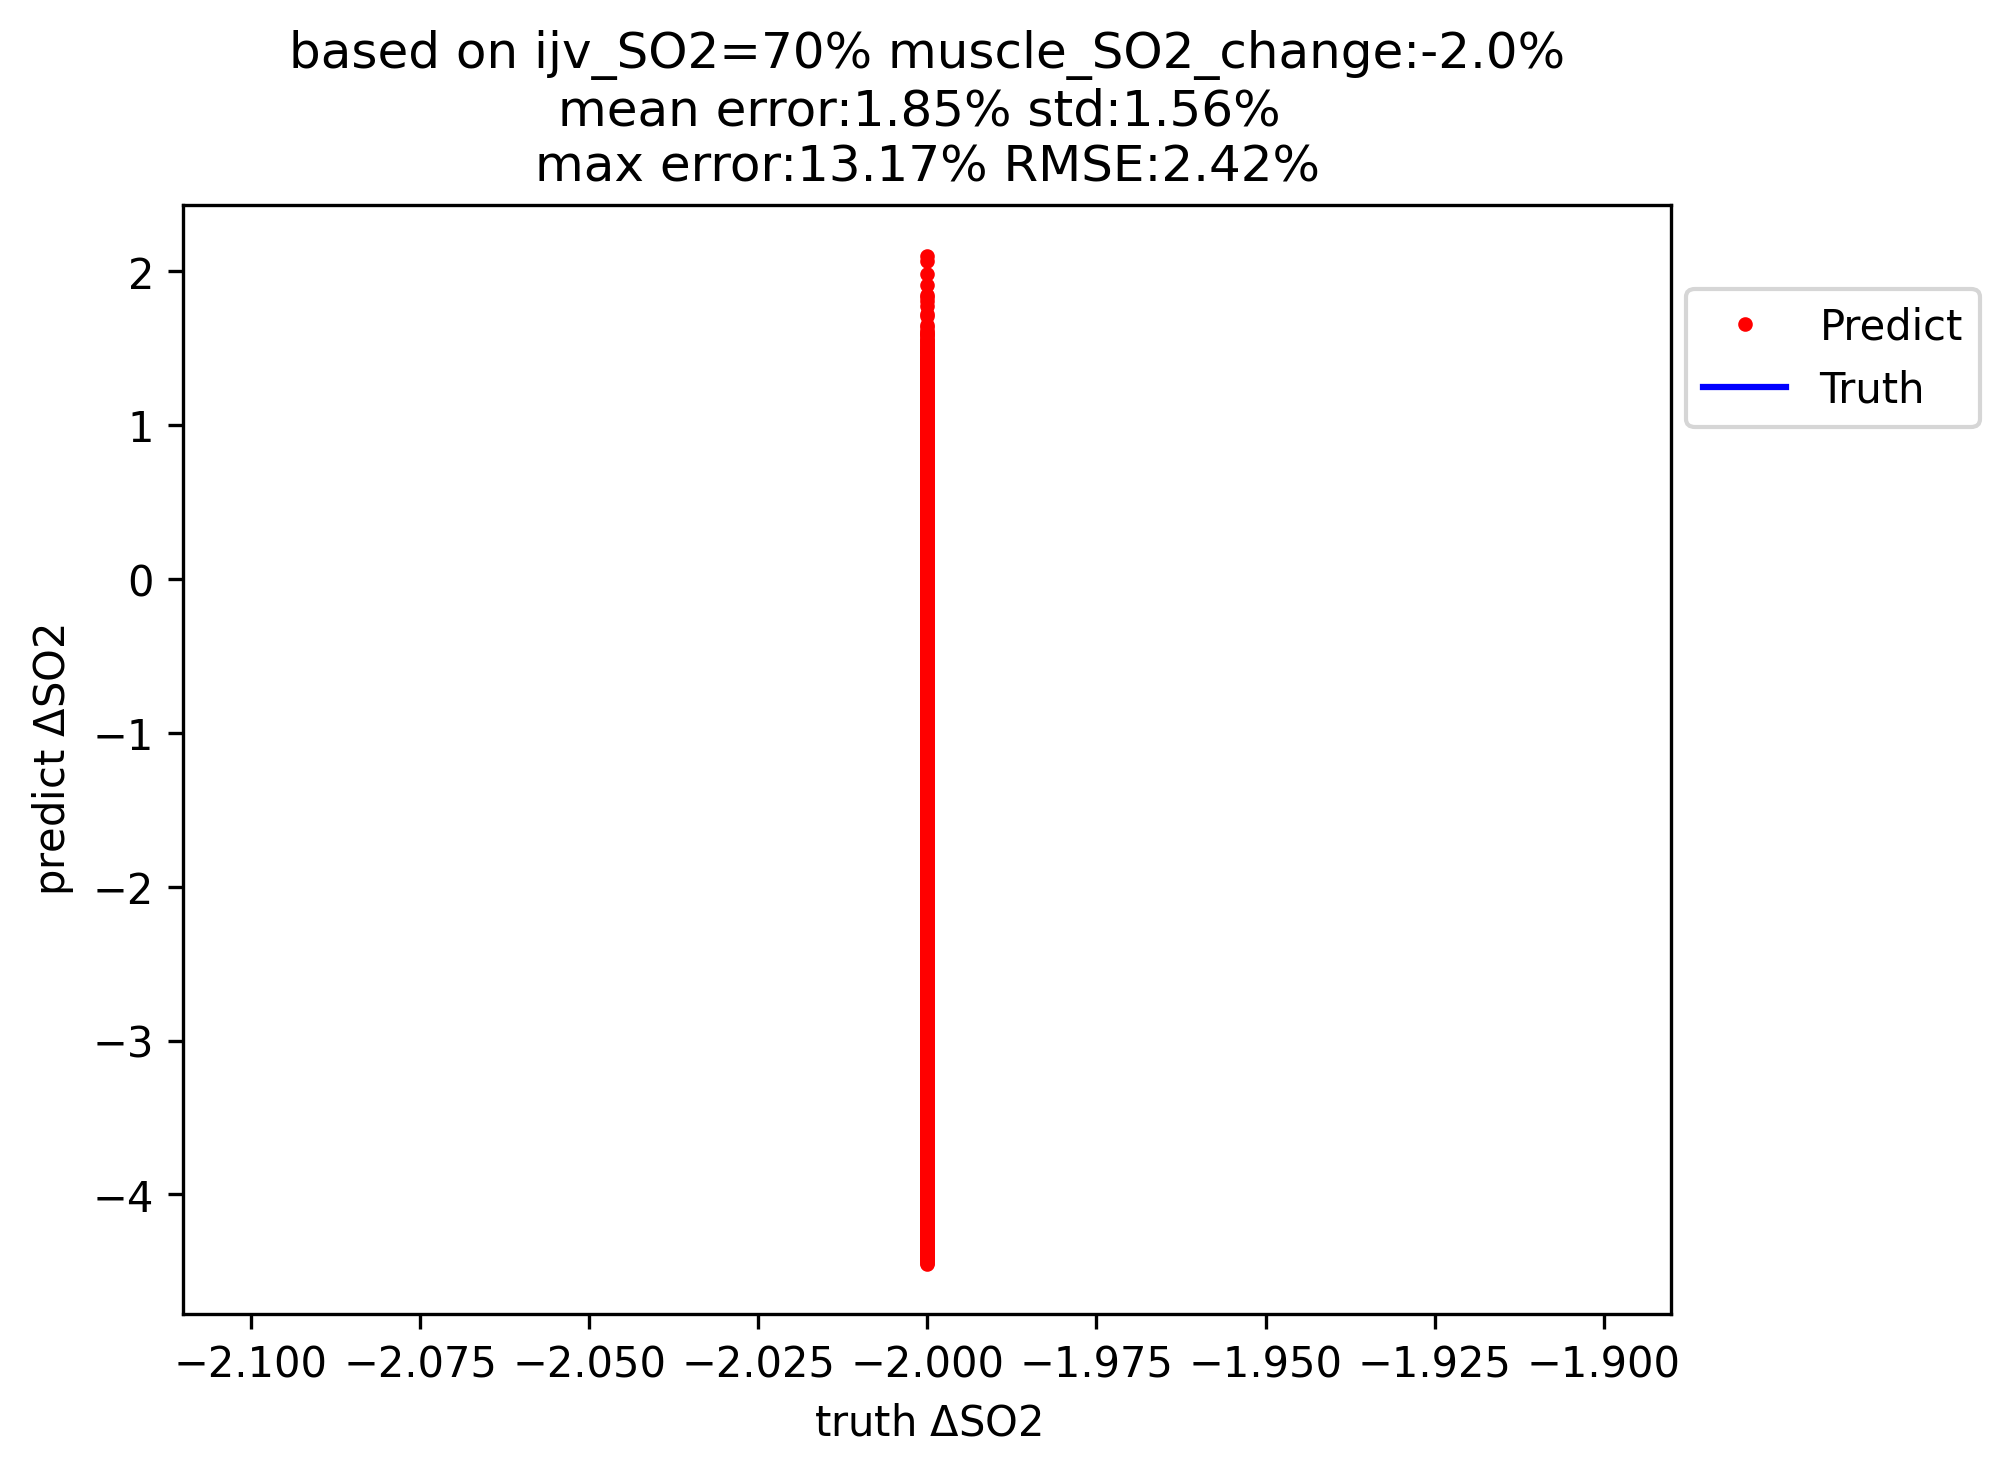 based on ijv_SO2=70% muscle_SO2_change:-2.0%
mean error:1.85% std:1.56%
max error:13.17% RMSE:2.42%
2
1
0
−1
−2
−3
−4
predict ΔSO2
−2.100 −2.075 −2.050 −2.025 −2.000 −1.975 −1.950 −1.925 −1.900
truth ΔSO2
Predict
Truth